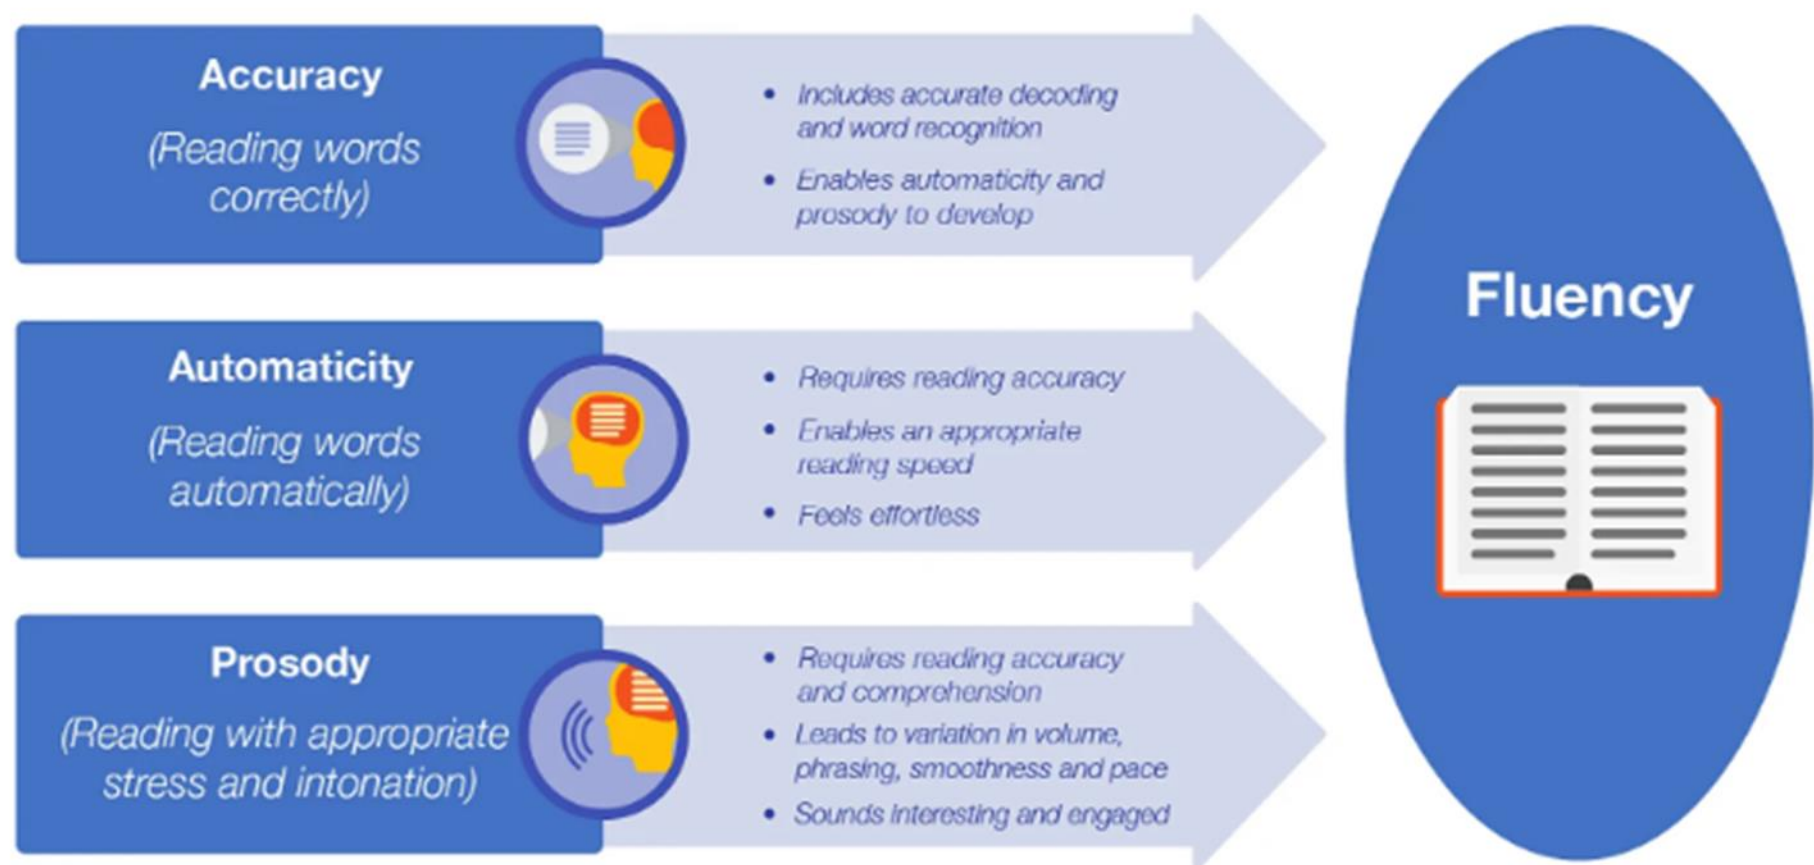 Accuracy
(Reading words
correctly)
• Includes accurate decoding
and word recognition
• Enables automaticity and
prosody to develop
Automaticity
(Reading words
automatically)
• Requires reading accuracy
• Enables an appropriate
reading speed
• Feels effortless
Prosody
(Reading with appropriate
stress and intonation)
• Requires reading accuracy
and comprehension
• Leads to variation in volume,
phrasing, smoothness and pace
• Sounds interesting and engaged
Fluency